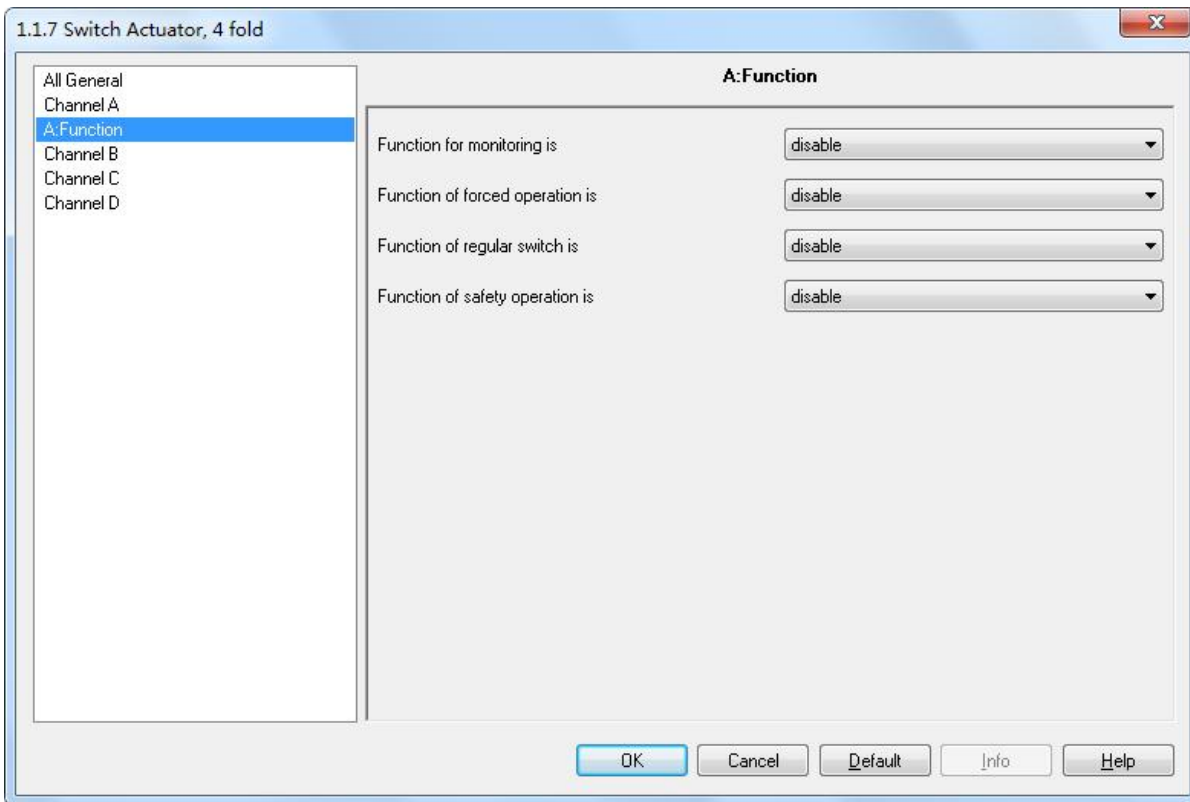 1.1.7 Switch Actuator, 4 fold
All General
Channel A
A:Function
Channel B
Channel C
Channel D
A:Function
Function for monitoring is disable
Function of forced operation is disable
Function of regular switch is disable
Function of safety operation is disable
OK Cancel Default Info Help